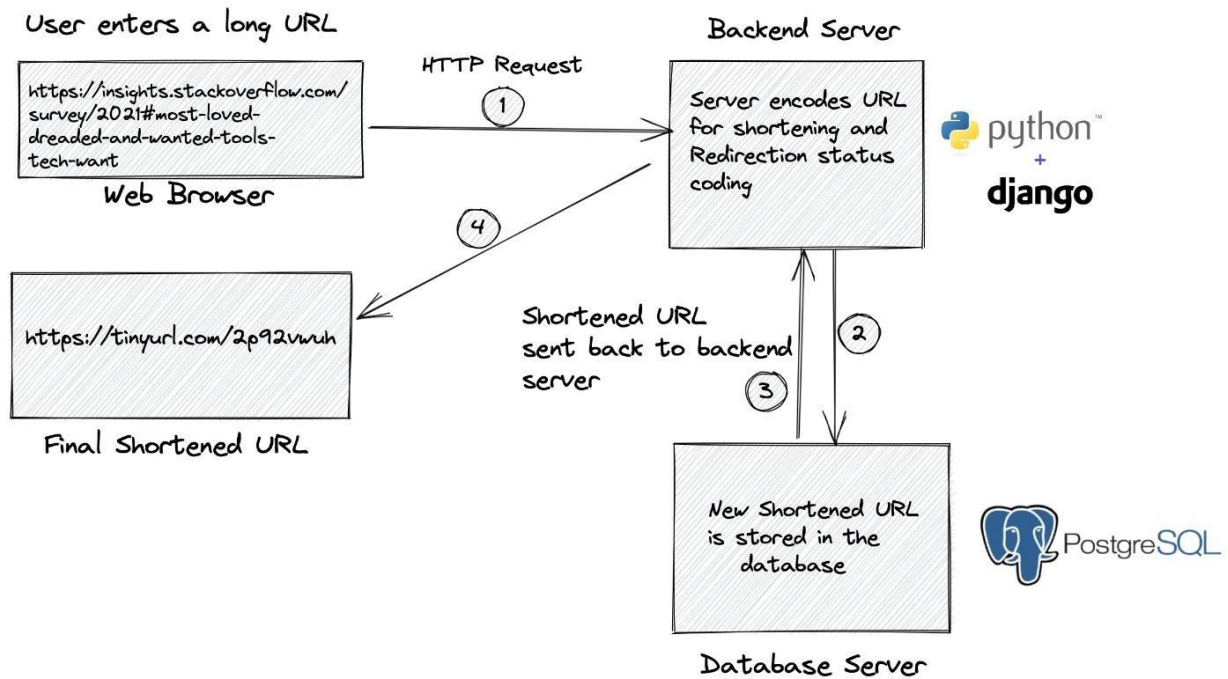 User enters a long URL
https://insights.stackoverflow.com/
survey/2021#most-loved-
dreaded-and-wanted-tools-
tech-want
Web Browser
HTTP Request
1
Backend Server
Server encodes URL
for shortening and
Redirection status
coding
python™
+
django
4
https://tinyurl.com/2p92vwuh
Final Shortened URL
Shortened URL
sent back to backend
server
3
2
New Shortened URL
is stored in the
database
PostgreSQL
Database Server